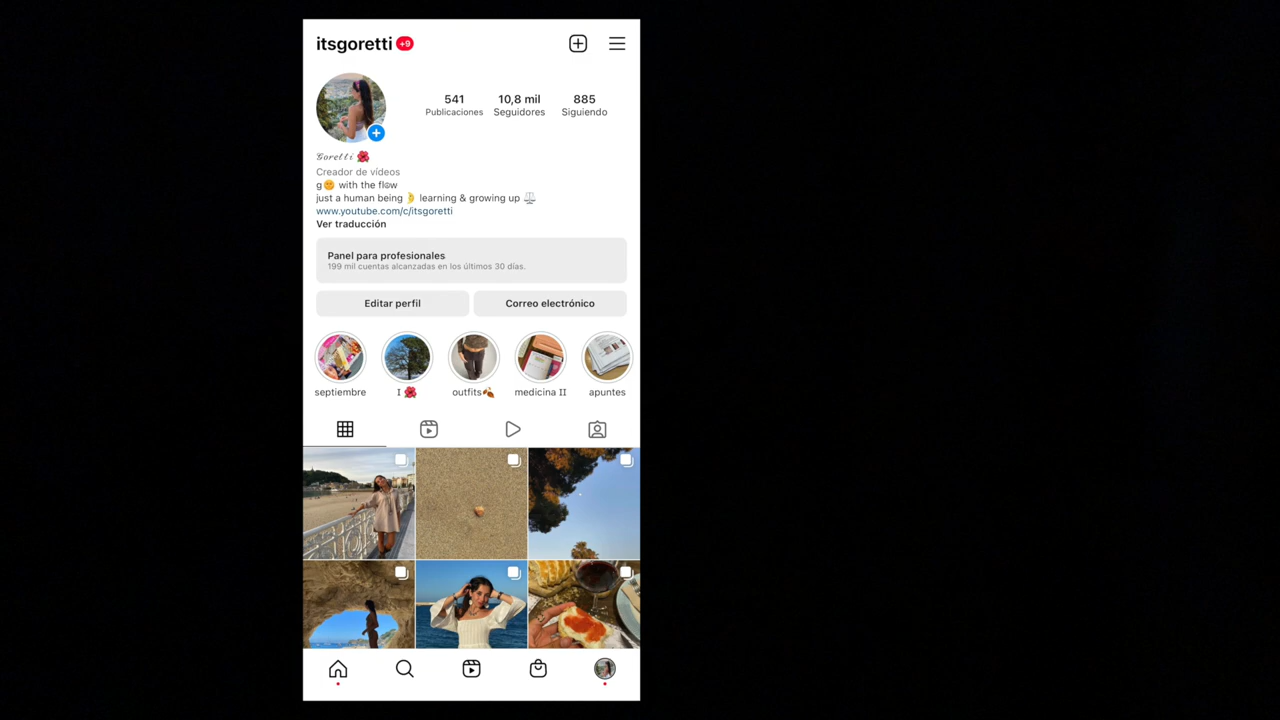 itsgoretti +9
541 10,8 mil 885
Publicaciones Seguidores Siguiendo
𝒢𝑜𝓇𝑒𝓉𝓉𝒾 🌺
Creador de vídeos
g🌞 with the fl☮w
just a human being 🌛 learning & growing up ⚖️
www.youtube.com/c/itsgoretti
Ver traducción
Panel para profesionales
199 mil cuentas alcanzadas en los últimos 30 días.
Editar perfil Correo electrónico
septiembre I 🌺 outfits🍂 medicina II apuntes